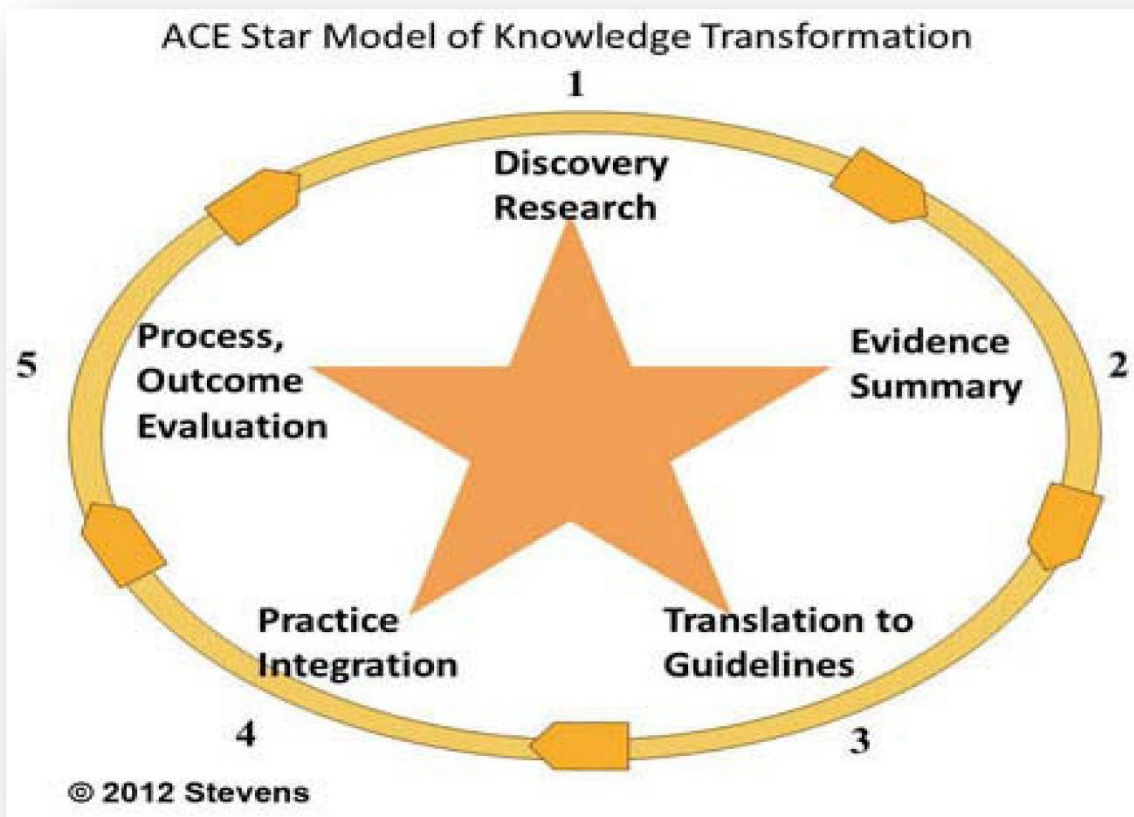 ACE Star Model of Knowledge Transformation
1
Discovery
Research
Evidence
Summary
2
Translation to
Guidelines
3
Practice
Integration
4
Process,
Outcome
Evaluation
5
© 2012 Stevens